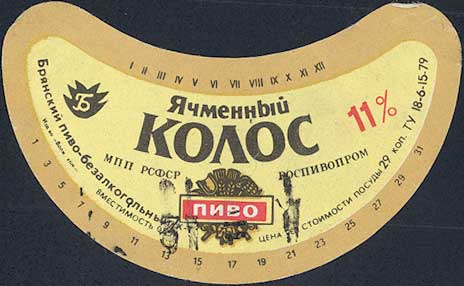 I II III IV V VI VII VIII IX X XI XII
Ячменный
КОЛОС
11%
МПП РСФСР РОСПИВОПРОМ
ПИВО
Брянский пиво-безалкогольный
ВМЕСТИМОСТЬ
ЦЕНА СТОИМОСТИ ПОСУДЫ 29 коп. ТУ 18-6-15-79
1 3 5 7 9 11 13 15 17 19 21 23 25 27 29 31